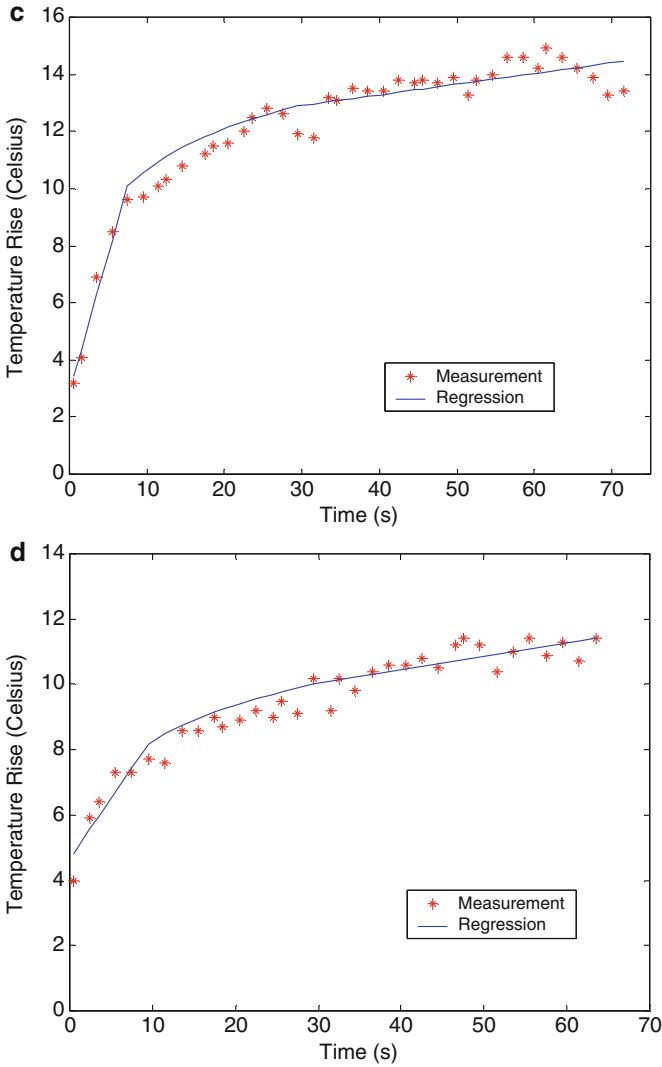 c
16
14
12
10
8
6
4
2
0
Temperature Rise (Celsius)
Measurement
Regression
0 10 20 30 40 50 60 70
Time (s)
d
14
12
10
8
6
4
2
0
Temperature Rise (Celsius)
Measurement
Regression
0 10 20 30 40 50 60 70
Time (s)